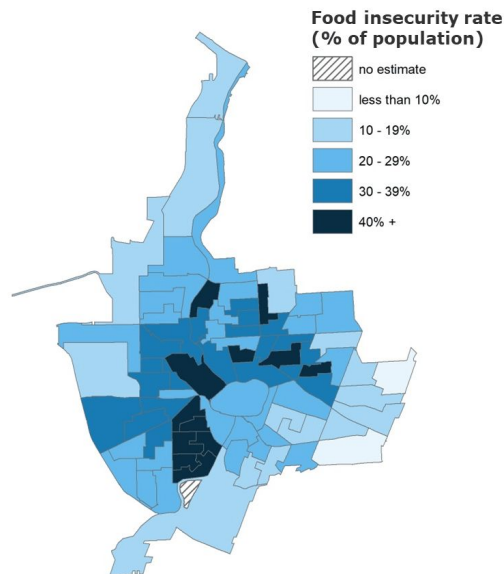 Food insecurity rate
(% of population)
no estimate
less than 10%
10 - 19%
20 - 29%
30 - 39%
40% +